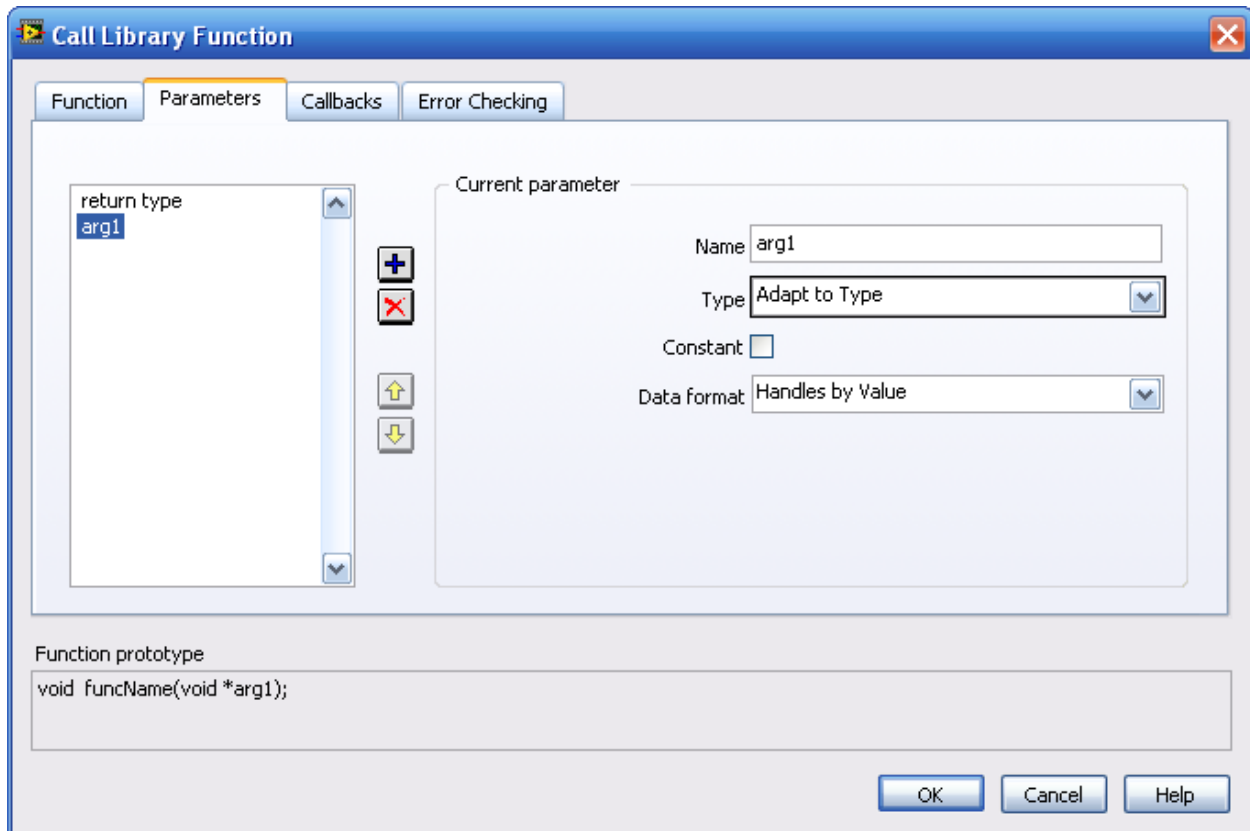 Call Library Function
Function
Parameters
Callbacks
Error Checking
return type
arg1
Current parameter
Name arg1
Type Adapt to Type
Constant
Data format Handles by Value
Function prototype
void funcName(void *arg1);
OK
Cancel
Help